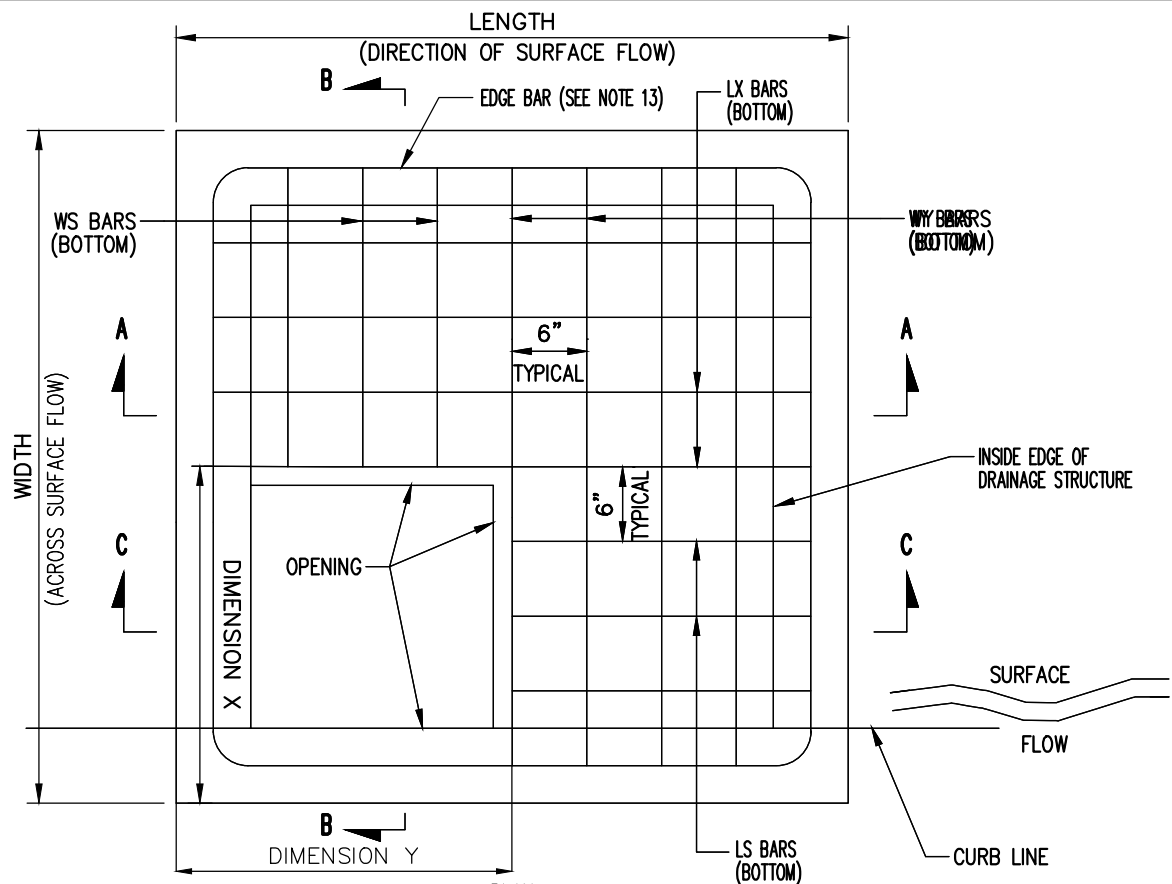 LENGTH
(DIRECTION OF SURFACE FLOW)
B
EDGE BAR (SEE NOTE 13)
LX BARS
(BOTTOM)
WS BARS
(BOTTOM)
(BOTTOM)
A
A
6"
TYPICAL
WIDTH
(ACROSS SURFACE FLOW)
INSIDE EDGE OF
DRAINAGE STRUCTURE
6"
TYPICAL
C
C
OPENING
DIMENSION X
SURFACE
FLOW
B
DIMENSION Y
LS BARS
(BOTTOM)
CURB LINE